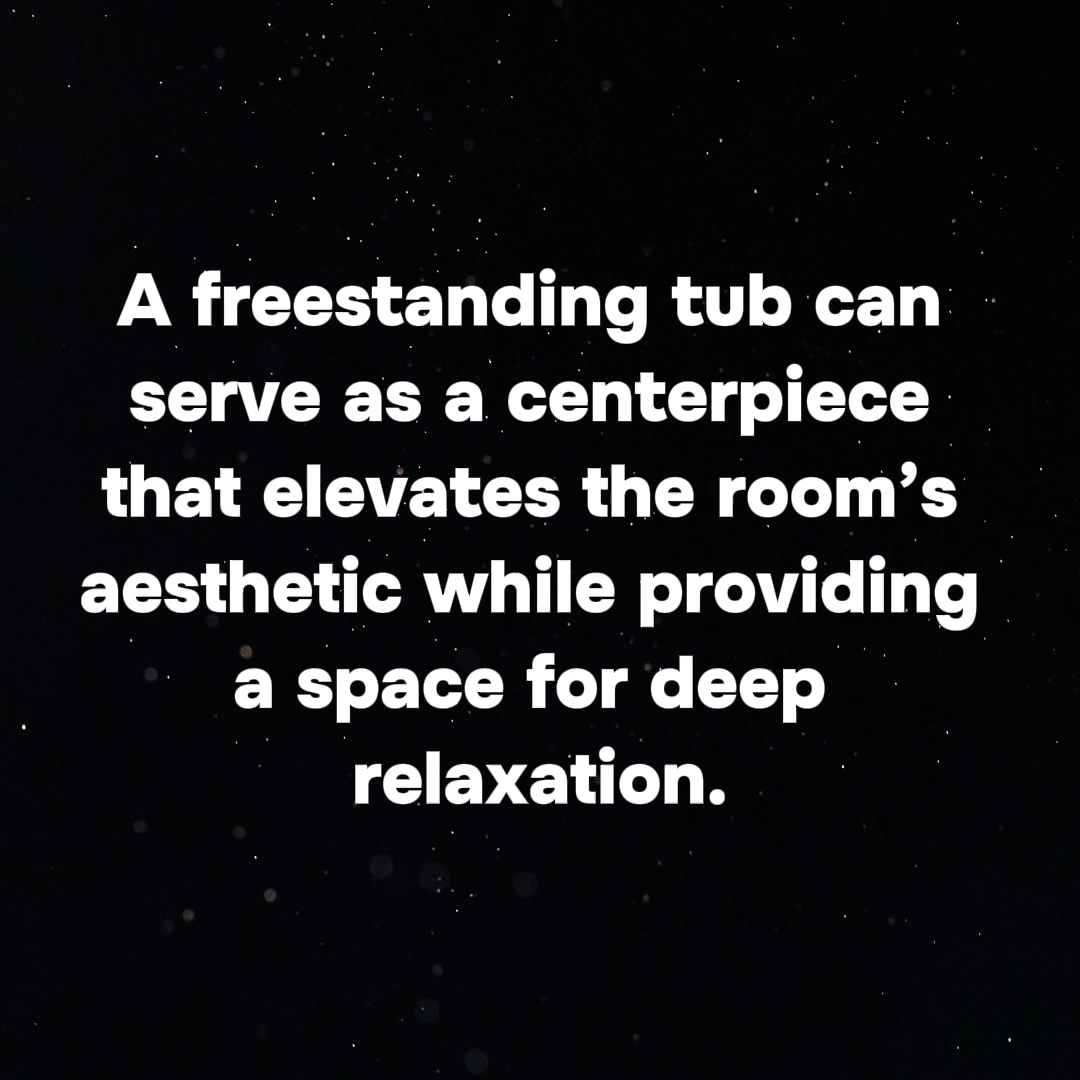 A freestanding tub can
serve as a centerpiece
that elevates the room’s
aesthetic while providing
a space for deep
relaxation.